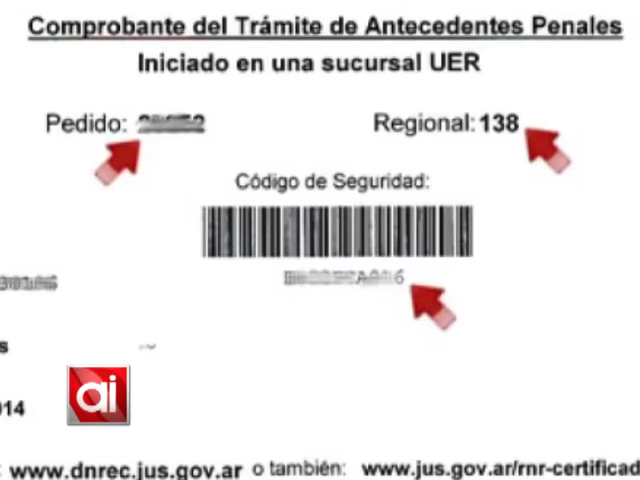 Comprobante del Trámite de Antecedentes Penales
Iniciado en una sucursal UER
Pedido:
Regional: 138
Código de Seguridad:
ai
www.dnrec.jus.gov.ar o también: www.jus.gov.ar/rnr-certificad